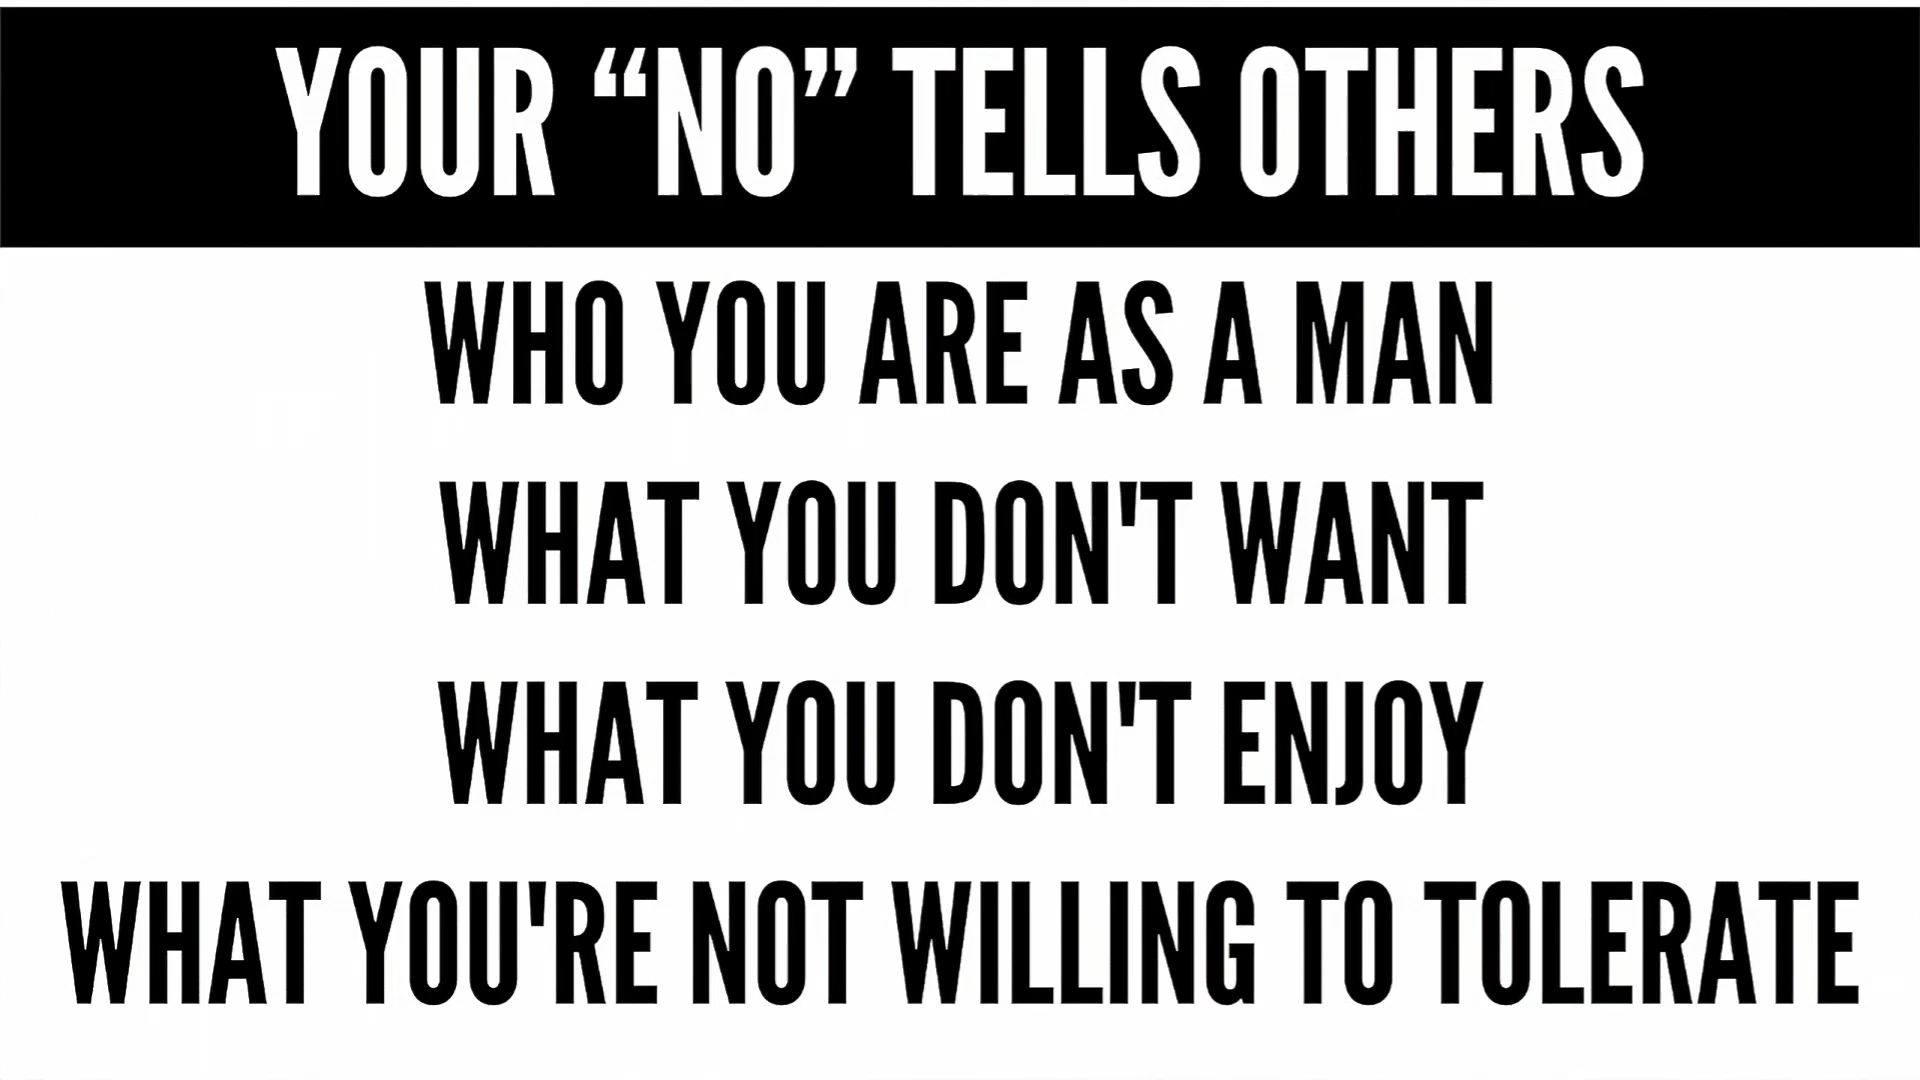 YOUR “NO” TELLS OTHERS
WHO YOU ARE AS A MAN
WHAT YOU DON'T WANT
WHAT YOU DON'T ENJOY
WHAT YOU'RE NOT WILLING TO TOLERATE